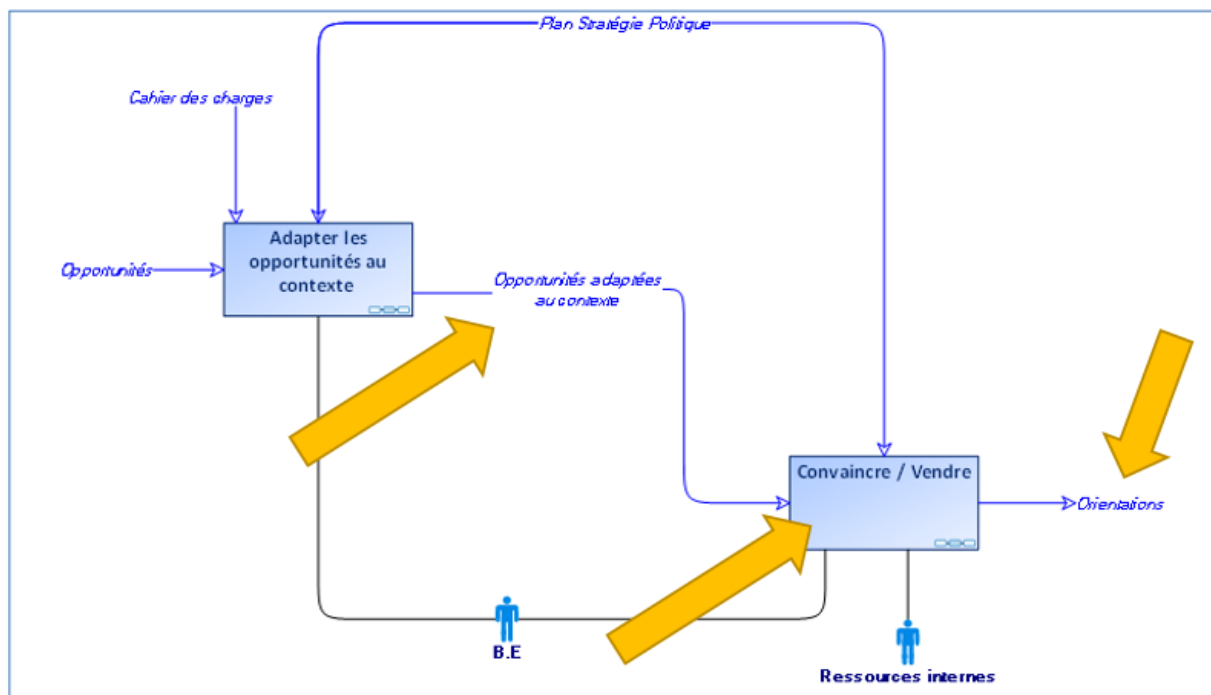 Plan Stratégie Politique
Cahier des charges
Adapter les
opportunités au
contexte
Opportunités
Opportunités adaptées
au contexte
Convaincre / Vendre
Orientations
B.E
Ressources internes